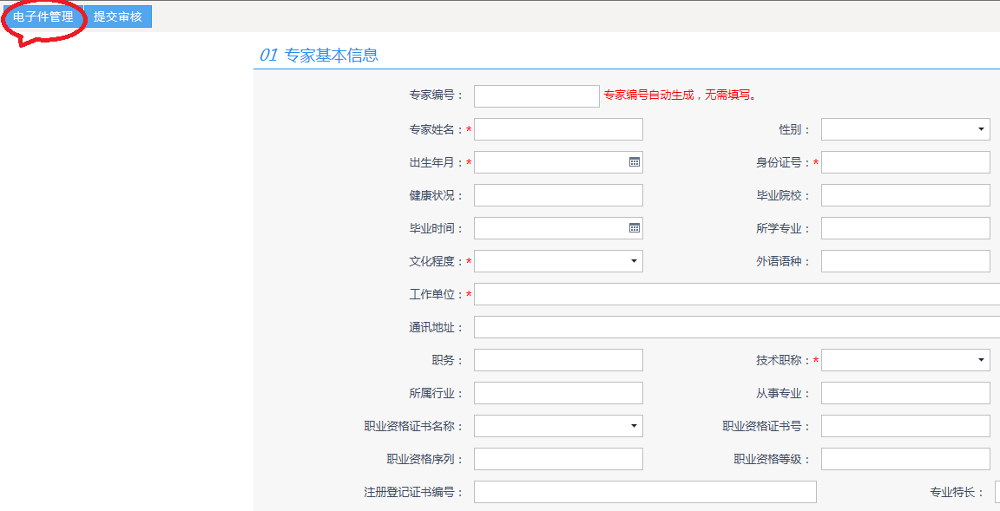 电子件管理 提交审核
01 专家基本信息
专家编号： 专家编号自动生成，无需填写。
专家姓名：* 性别：
出生年月：* 身份证号：*
健康状况： 毕业院校：
毕业时间： 所学专业：
文化程度：* 外语语种：
工作单位：*
通讯地址：
职务： 技术职称：*
所属行业： 从事专业：
职业资格证书名称： 职业资格证书号：
职业资格序列： 职业资格等级：
注册登记证书编号： 专业特长：